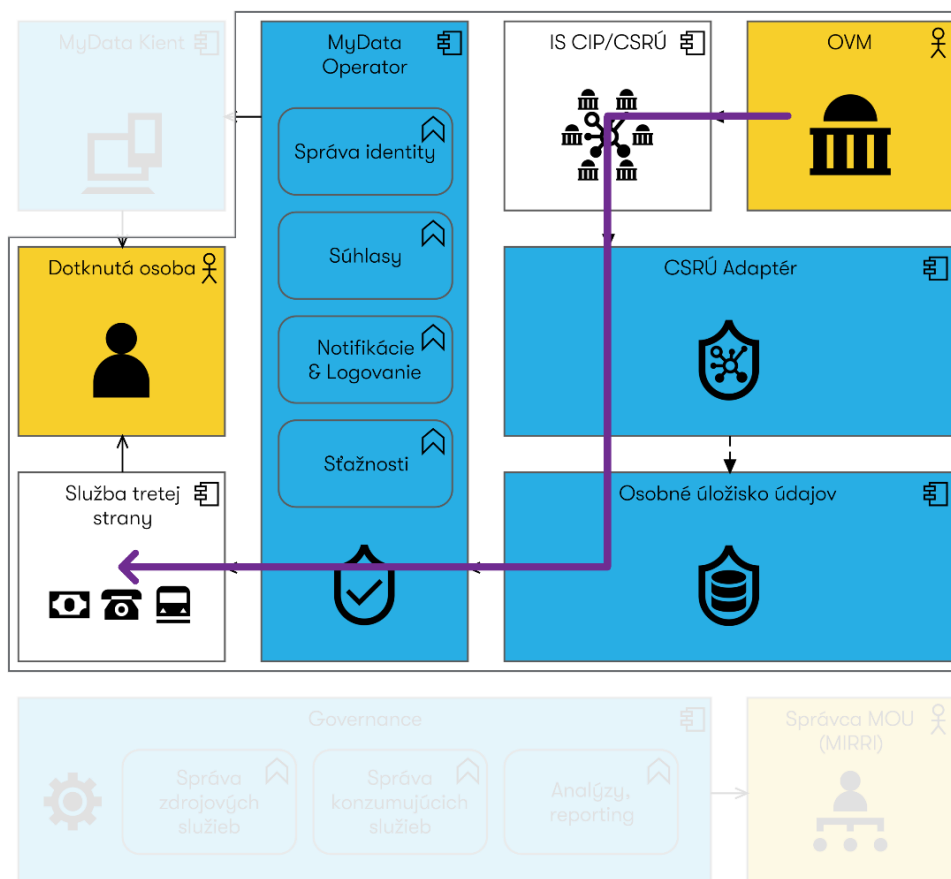 MyData Kient
MyData
Operator
IS CIP/CSRÚ
OVM
Správa identity
Súhlasy
Notifikácie
& Logovanie
Sťažnosti
Dotknutá osoba
CSRÚ Adaptér
Služba tretej
strany
Osobné úložisko údajov
Governance
Správa
zdrojových
služieb
Správa
konzumujúcich
služieb
Analýzy,
reporting
Správca MOU
(MIRRI)